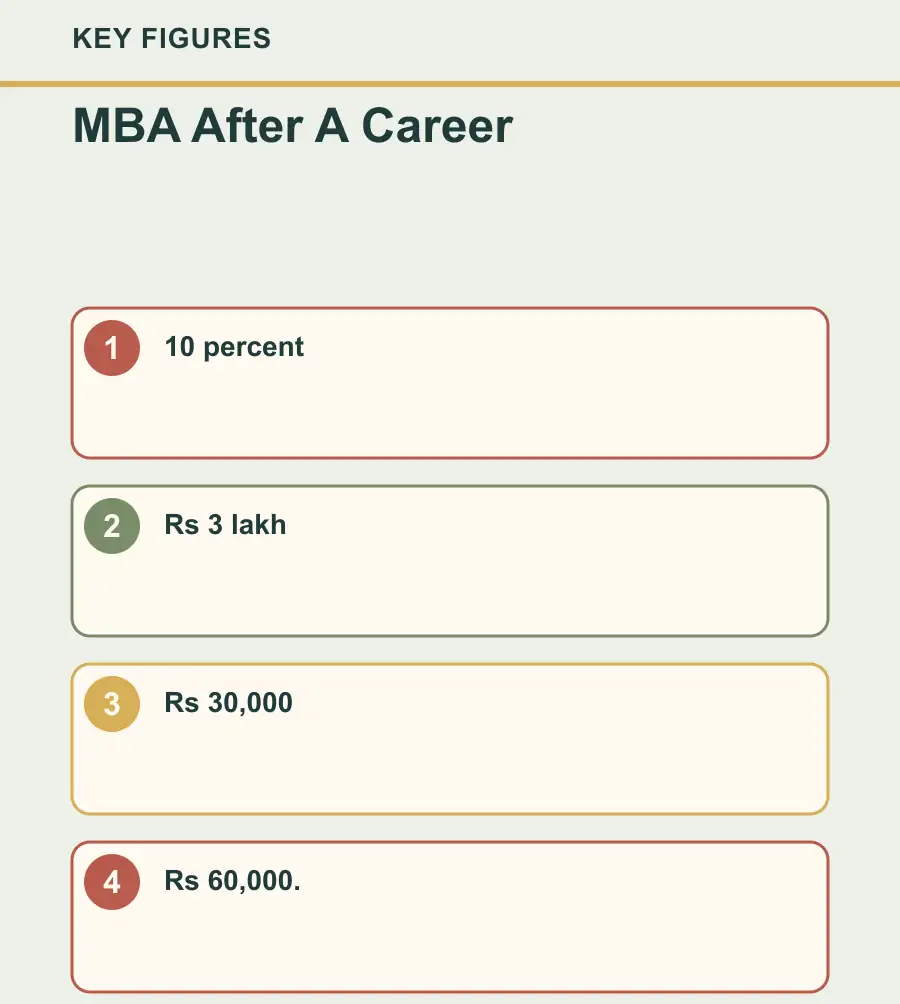 KEY FIGURES
MBA After A Career
1 10 percent
2 Rs 3 lakh
3 Rs 30,000
4 Rs 60,000.